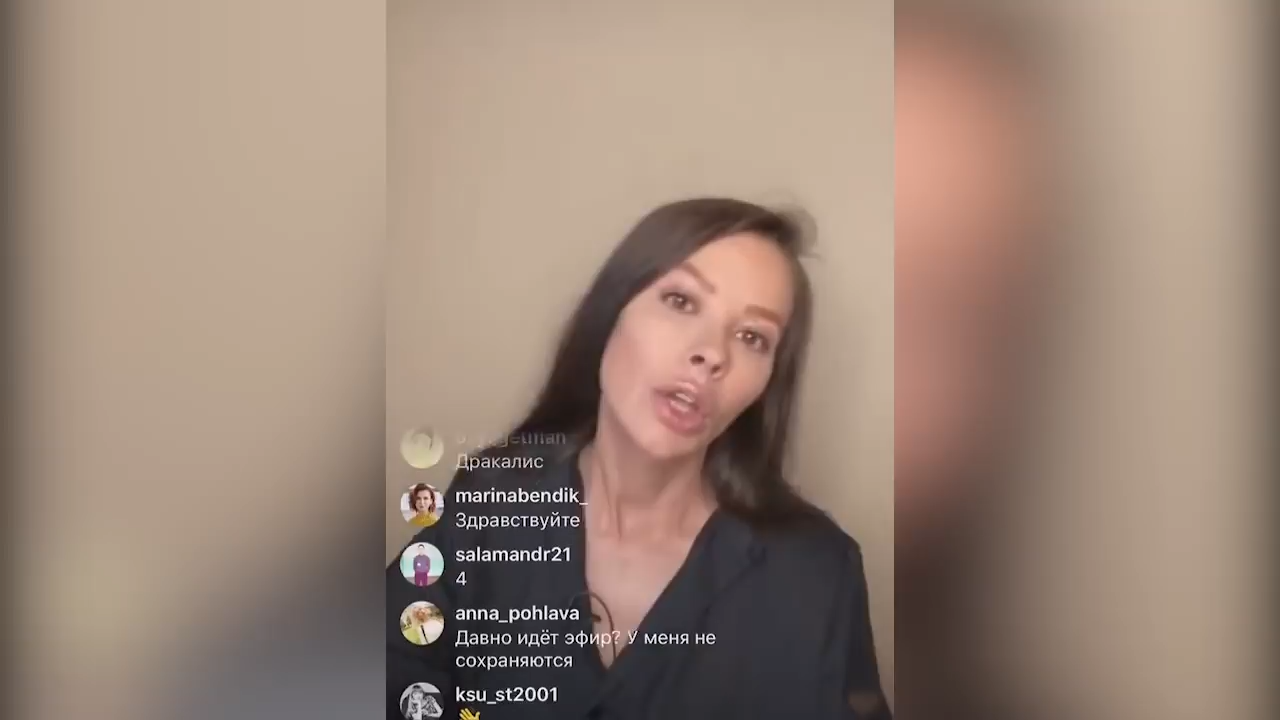 Дракалис
marinabendik_
Здравствуйте
salamandr21
4
anna_pohlava
Давно идёт эфир? У меня не
сохраняются
ksu_st2001
👋